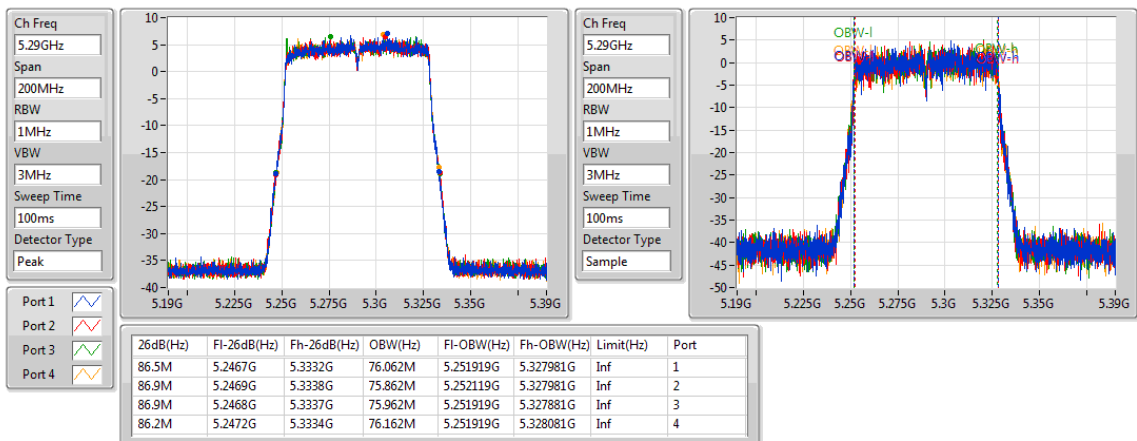 Ch Freq
5.29GHz
Span
200MHz
RBW
1MHz
VBW
3MHz
Sweep Time
100ms
Detector Type
Peak
10
5
0
-5
-10
-15
-20
-25
-30
-35
-40
5.19G 5.225G 5.25G 5.275G 5.3G 5.325G 5.35G 5.39G
Ch Freq
5.29GHz
Span
200MHz
RBW
1MHz
VBW
3MHz
Sweep Time
100ms
Detector Type
Sample
10
5
0
-5
-10
-15
-20
-25
-30
-35
-40
-45
-50
OBW-l
OBW-h
5.19G 5.225G 5.25G 5.275G 5.3G 5.325G 5.35G 5.39G
Port 1
Port 2
Port 3
Port 4
26dB(Hz) Fl-26dB(Hz) Fh-26dB(Hz) OBW(Hz) Fl-OBW(Hz) Fh-OBW(Hz) Limit(Hz) Port
86.5M 5.2467G 5.3332G 76.062M 5.251919G 5.327981G Inf 1
86.9M 5.2469G 5.3338G 75.862M 5.252119G 5.327981G Inf 2
86.9M 5.2468G 5.3337G 75.962M 5.251919G 5.327881G Inf 3
86.2M 5.2472G 5.3334G 76.162M 5.251919G 5.328081G Inf 4